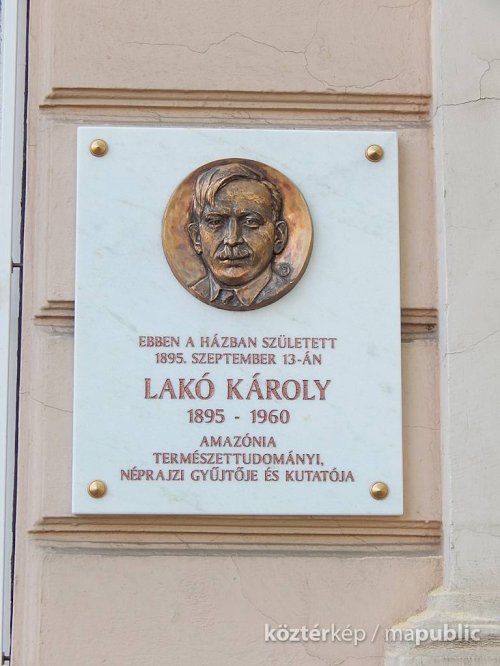 EBBEN A HÁZBAN SZÜLETETT
1895. SZEPTEMBER 13-ÁN
LAKÓ KÁROLY
1895 - 1960
AMAZÓNIA
TERMÉSZETTUDOMÁNYI,
NÉPRAJZI GYŰJTŐJE ÉS KUTATÓJA
köztérkép / mapublic